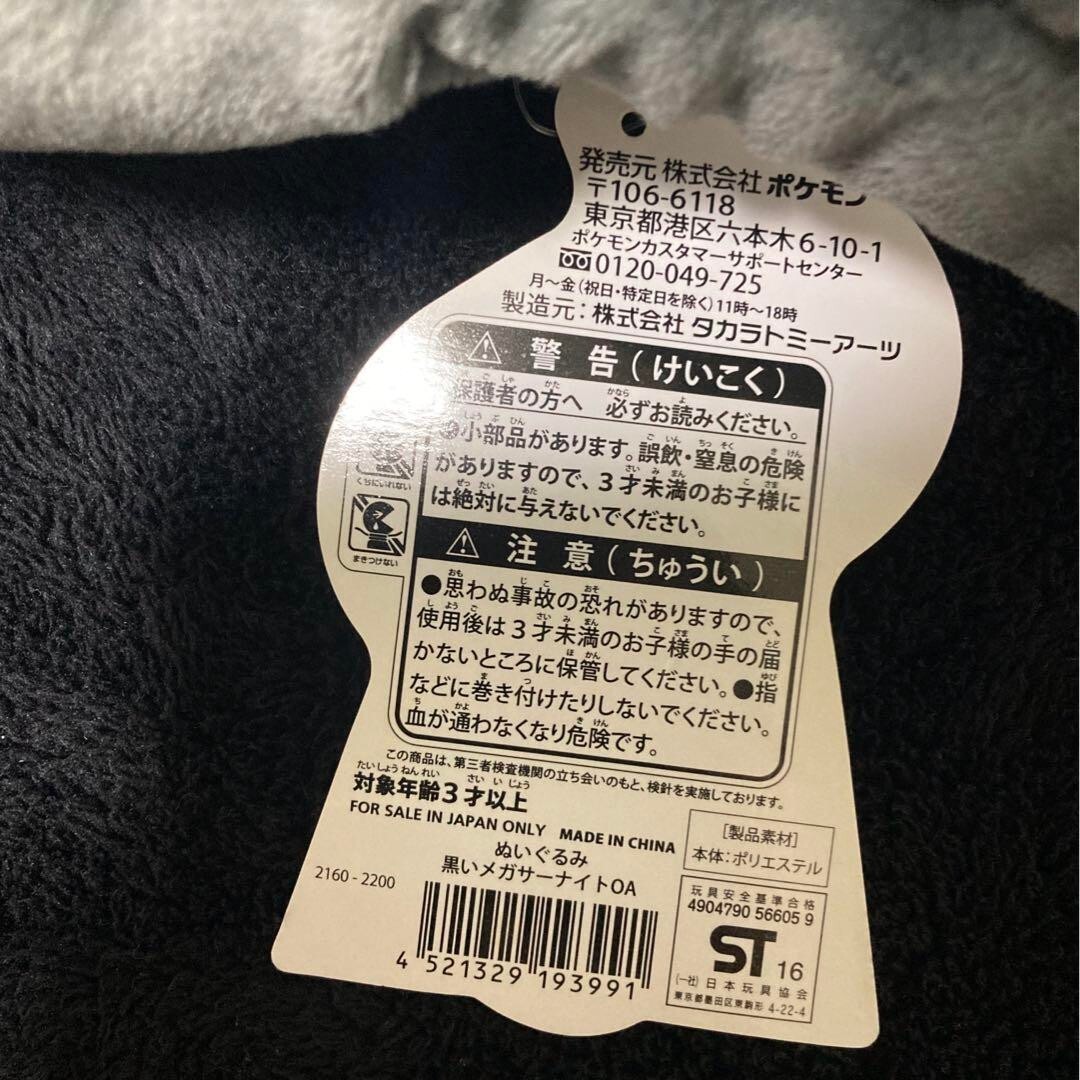 発売元 株式会社 ポケモン
〒106-6118
東京都港区六本木6-10-1
ポケモンカスタマーサポートセンター
0120-049-725
月～金（祝日・特定日を除く）11時～18時
製造元：株式会社 タカラトミーアーツ
警告（けいこく）
保護者の方へ 必ずお読みください。
●小部品があります。誤飲・窒息の危険
がありますので、3才未満のお子様に
は絶対に与えないでください。
くちにいれない
まきつけない
注意（ちゅうい）
●思わぬ事故の恐れがありますので、
使用後は3才未満のお子様の手の届
かないところに保管してください。●指
などに巻き付けたりしないでください。
血が通わなくなり危険です。
この商品は、第三者検査機関の立ち会いのもと、検針を実施しております。
対象年齢3才以上
FOR SALE IN JAPAN ONLY MADE IN CHINA
ぬいぐるみ
黒いメガサーナイトOA
2160-2200
4 521329 193991
［製品素材］
本体：ポリエステル
玩具安全基準合格
4904790 56605 9
ST 16
（一社）日本玩具協会
東京都墨田区東駒形 4-22-4